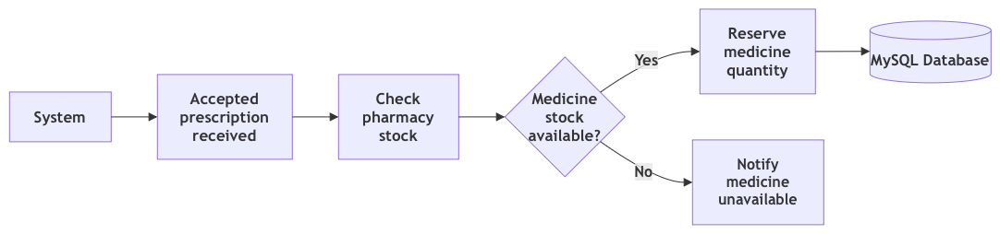 System
Accepted
prescription
received
Check
pharmacy
stock
Medicine
stock
available?
Yes
No
Reserve
medicine
quantity
MySQL Database
Notify
medicine
unavailable